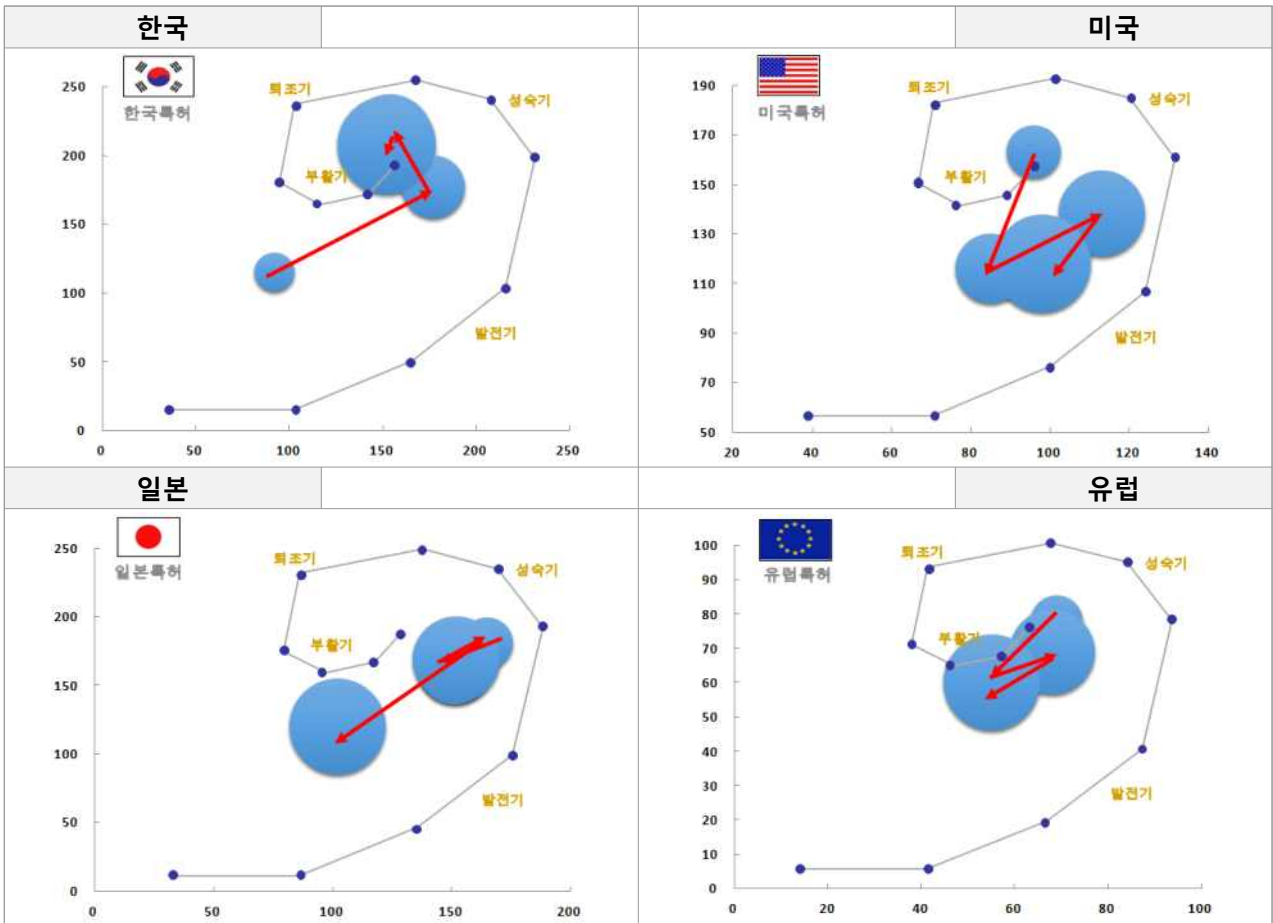 한국
미국
한국특허
퇴조기
성숙기
부활기
발전기
250
200
150
100
50
0
0 50 100 150 200 250
미국특허
퇴조기
성숙기
부활기
발전기
190
170
150
130
110
90
70
50
20 40 60 80 100 120 140
일본
유럽
일본특허
퇴조기
성숙기
부활기
발전기
250
200
150
100
50
0
0 50 100 150 200
유럽특허
퇴조기
성숙기
부활기
발전기
100
90
80
70
60
50
40
30
20
10
0
0 20 40 60 80 100